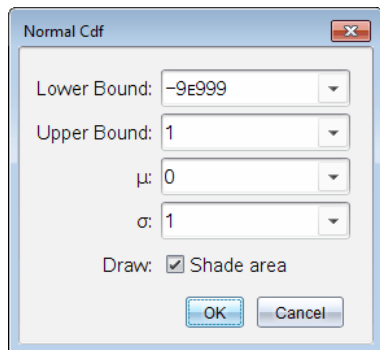 Normal Cdf
Lower Bound: -9E999
Upper Bound: 1
μ: 0
σ: 1
Draw: Shade area
OK Cancel